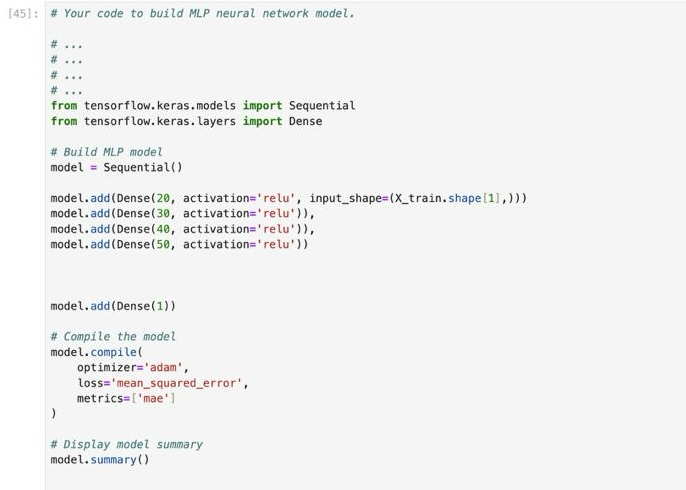 [45]: # Your code to build MLP neural network model.
# ...
# ...
# ...
# ...
from tensorflow.keras.models import Sequential
from tensorflow.keras.layers import Dense
# Build MLP model
model = Sequential()
model.add(Dense(20, activation='relu', input_shape=(X_train.shape[1],)))
model.add(Dense(30, activation='relu')),
model.add(Dense(40, activation='relu')),
model.add(Dense(50, activation='relu'))
model.add(Dense(1))
# Compile the model
model.compile(
    optimizer='adam',
    loss='mean_squared_error',
    metrics=['mae']
)
# Display model summary
model.summary()